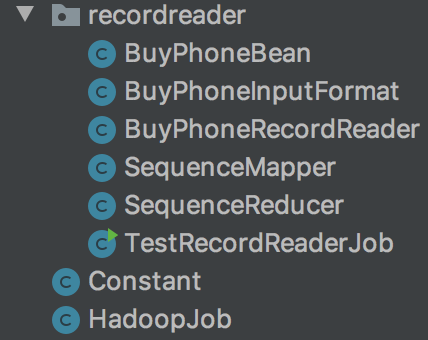 recordreader
BuyPhoneBean
BuyPhoneInputFormat
BuyPhoneRecordReader
SequenceMapper
SequenceReducer
TestRecordReaderJob
Constant
HadoopJob